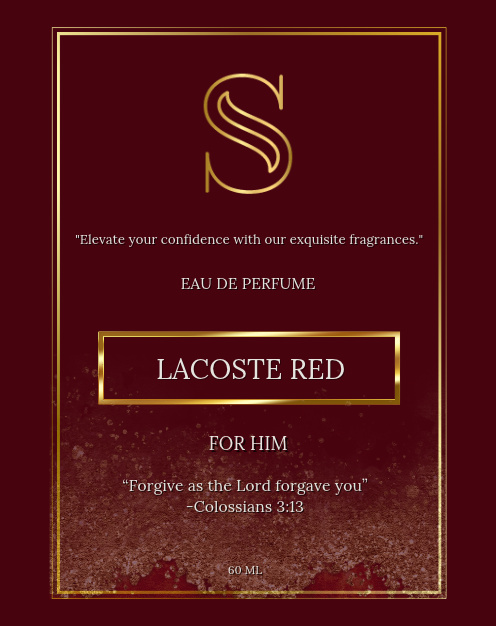 S
"Elevate your confidence with our exquisite fragrances."
EAU DE PERFUME
LACOSTE RED
FOR HIM
“Forgive as the Lord forgave you”
-Colossians 3:13
60 ML